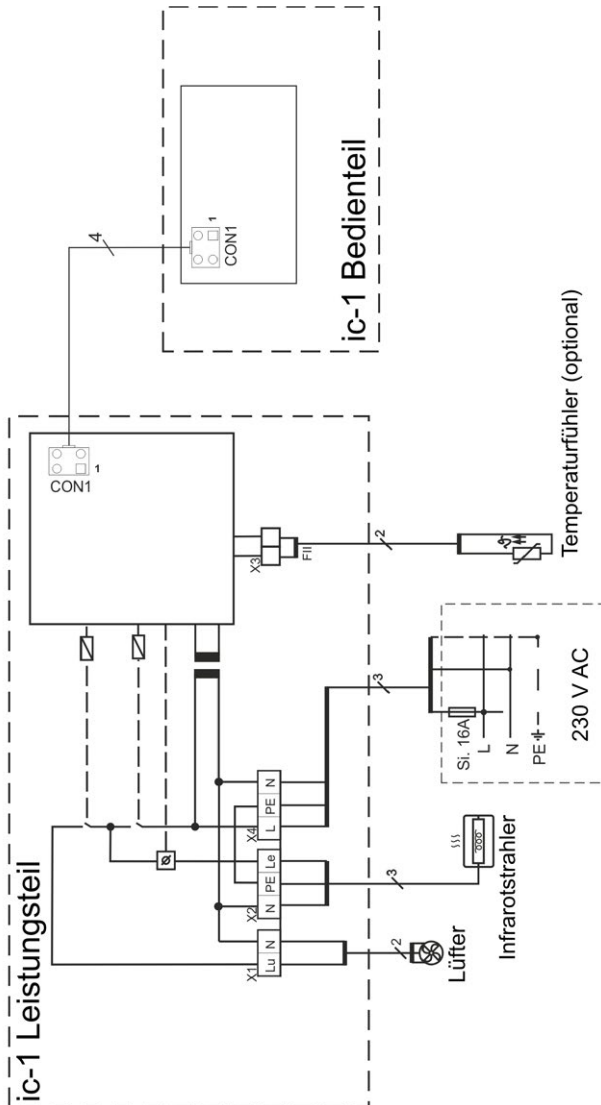 ic-1 Bedienteil
CON1
1
4
ic-1 Leistungsteil
CON1
1
X3
FII
2
Temperaturfühler (optional)
X1
Lu
N
X2
N
PE
Le
X4
L
PE
N
2
Lüfter
3
Infrarotstrahler
3
Si. 16A
L
N
PE
230 V AC